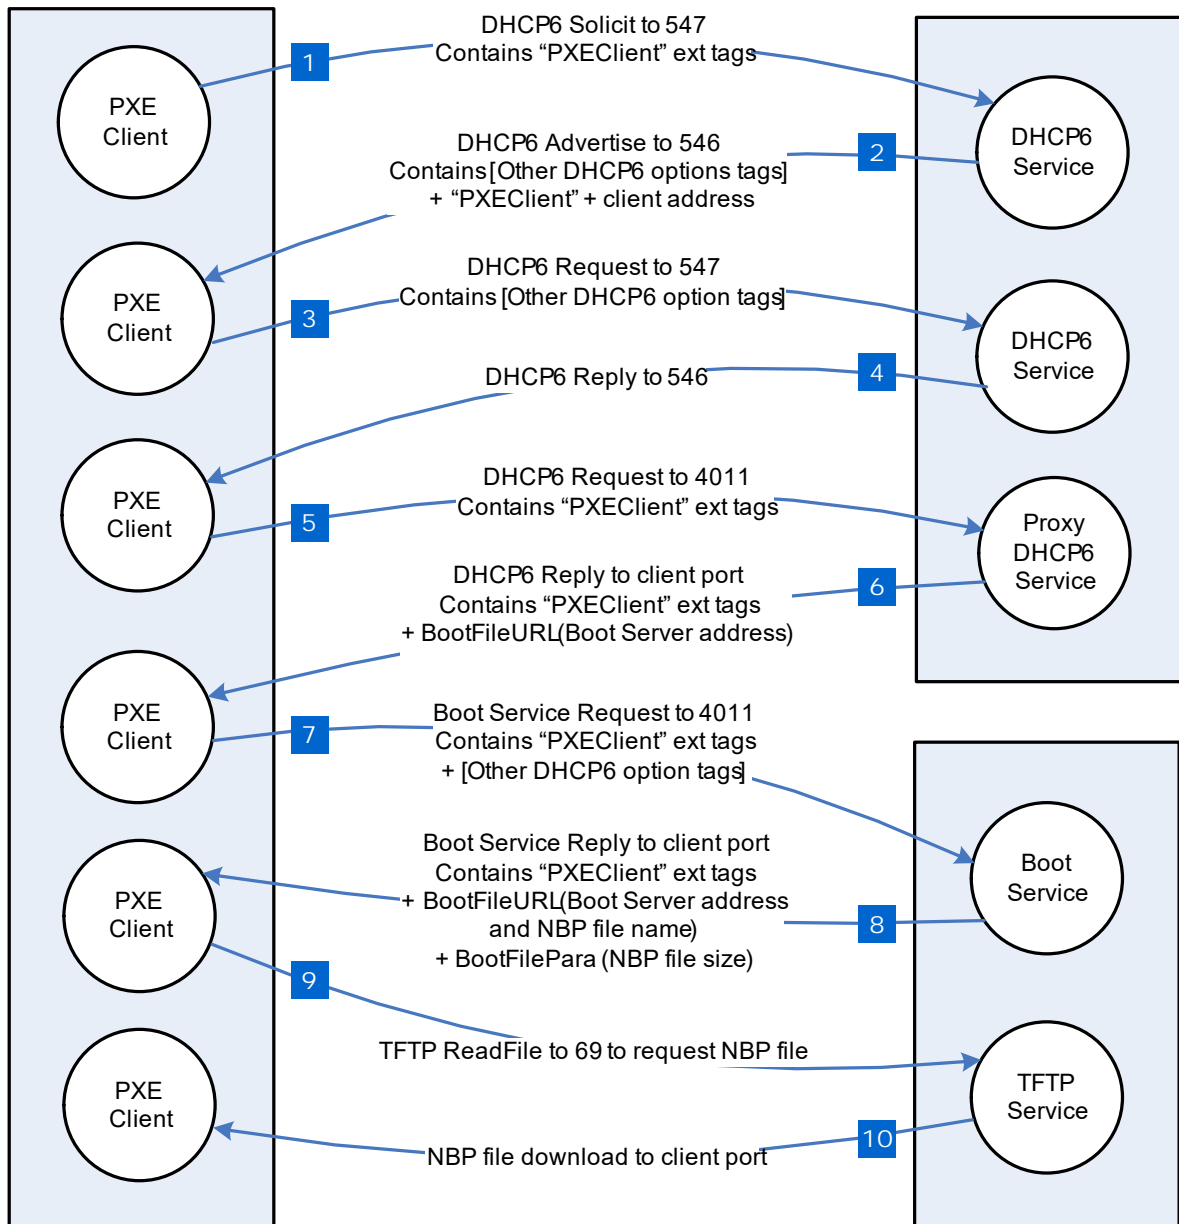 DHCP6 Solicit to 547
Contains “PXEClient” ext tags
1
PXE
Client
DHCP6
Service
DHCP6 Advertise to 546
Contains [Other DHCP6 options tags]
+ “PXEClient” + client address
2
PXE
Client
DHCP6 Request to 547
Contains [Other DHCP6 option tags]
3
DHCP6
Service
DHCP6 Reply to 546
4
PXE
Client
DHCP6 Request to 4011
Contains “PXEClient” ext tags
5
Proxy
DHCP6
Service
DHCP6 Reply to client port
Contains “PXEClient” ext tags
+ BootFileURL(Boot Server address)
6
PXE
Client
Boot Service Request to 4011
Contains “PXEClient” ext tags
+ [Other DHCP6 option tags]
7
Boot
Service
Boot Service Reply to client port
Contains “PXEClient” ext tags
+ BootFileURL(Boot Server address
and NBP file name)
+ BootFilePara (NBP file size)
8
PXE
Client
9
TFTP ReadFile to 69 to request NBP file
TFTP
Service
PXE
Client
10
NBP file download to client port